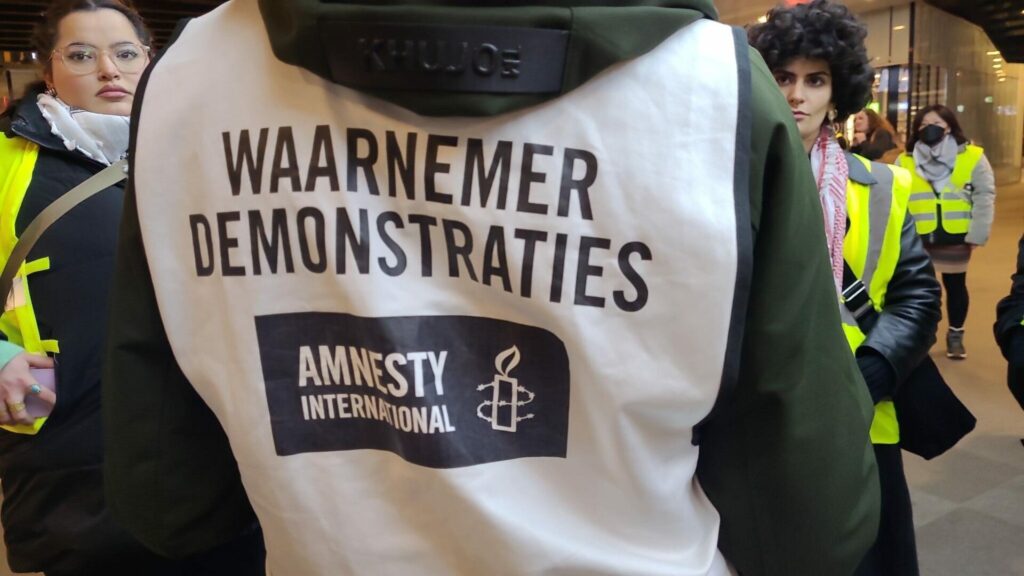 KHUJO
WAARNEMER
DEMONSTRATIES
AMNESTY
INTERNATIONAL